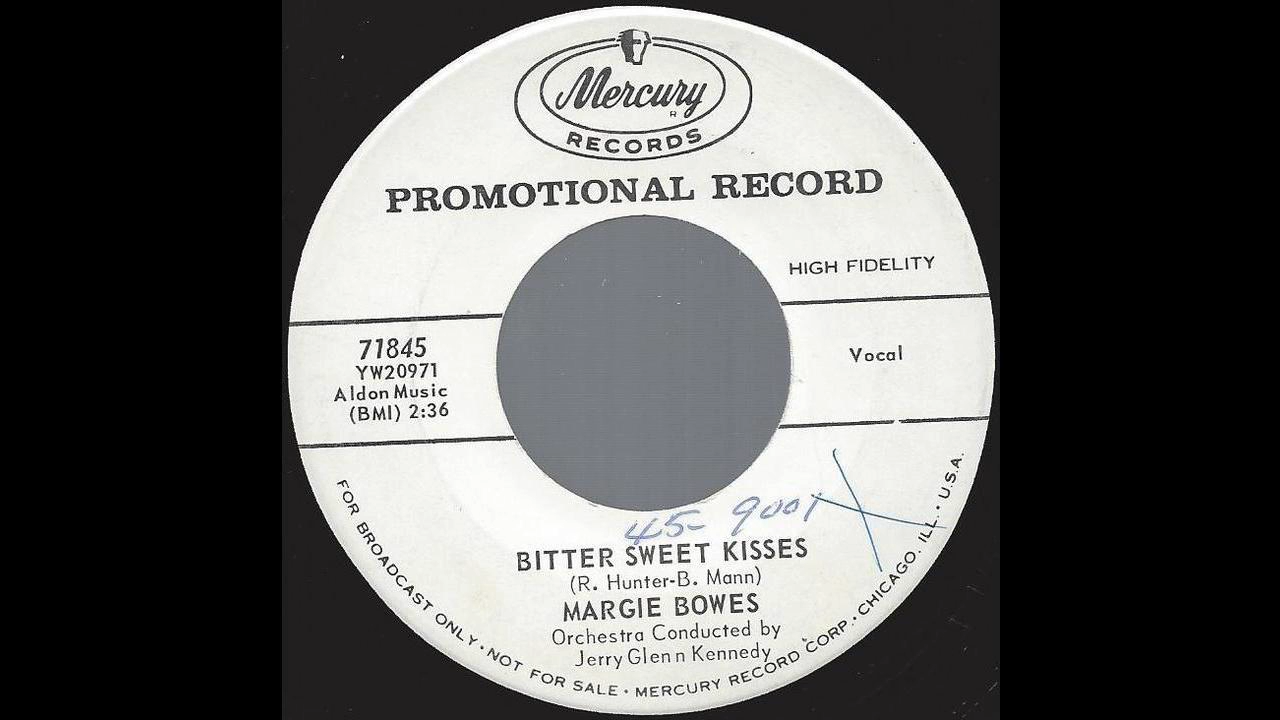 Mercury
R
RECORDS
PROMOTIONAL RECORD
HIGH FIDELITY
71845
YW20971
Aldon Music
(BMI) 2:36
Vocal
45- 9001 X
BITTER SWEET KISSES
(R. Hunter-B. Mann)
MARGIE BOWES
Orchestra Conducted by
Jerry Glenn Kennedy
FOR BROADCAST ONLY • NOT FOR SALE • MERCURY RECORD CORP. • CHICAGO, ILL. • U.S.A.